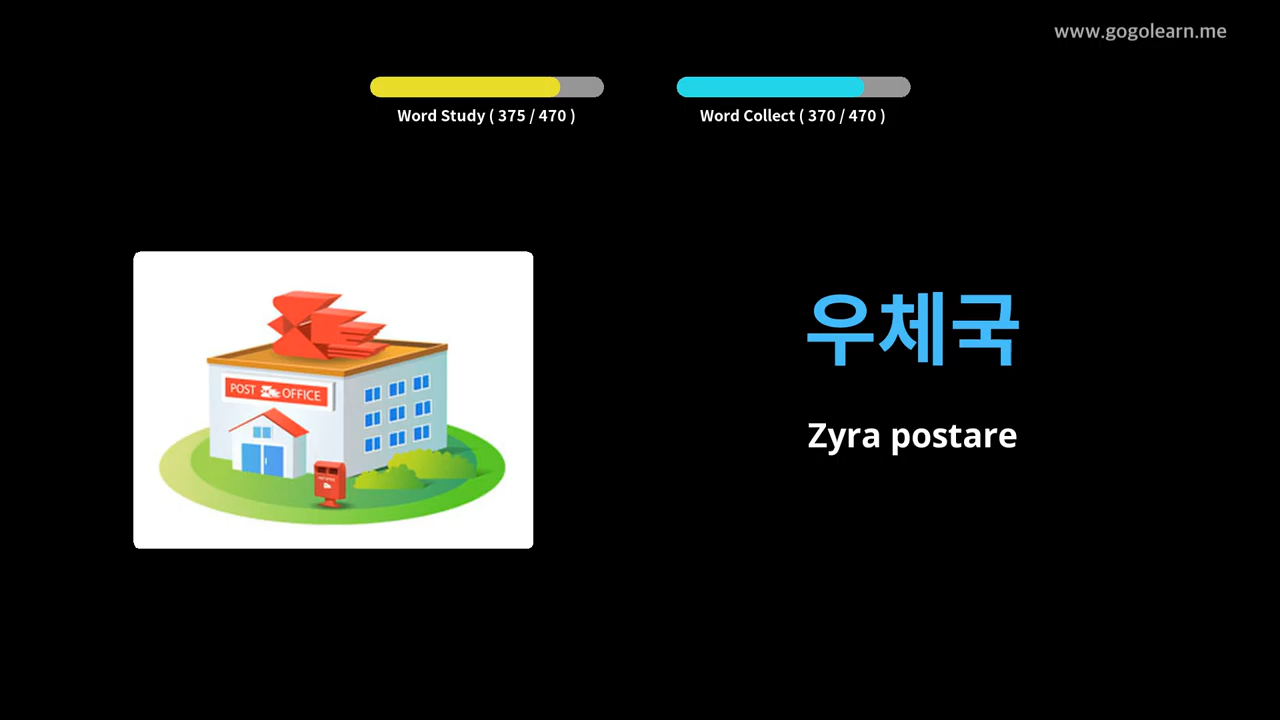 www.gogolearn.me
Word Study ( 375 / 470 )
Word Collect ( 370 / 470 )
POST OFFICE
우체국
Zyra postare